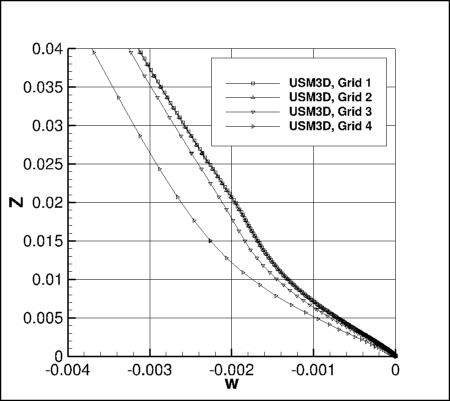 0.04
0.035
0.03
0.025
0.02
0.015
0.01
0.005
0
Z
USM3D, Grid 1
USM3D, Grid 2
USM3D, Grid 3
USM3D, Grid 4
-0.004 -0.003 -0.002 -0.001 0
w